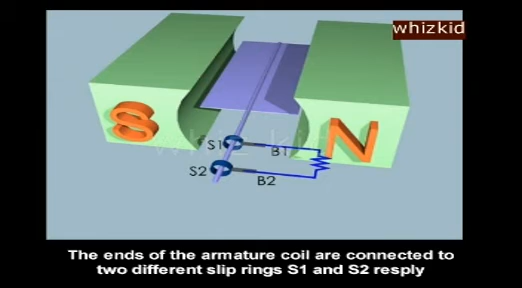 whizkid
S
N
whizkid
S1
B1
S2
B2
The ends of the armature coil are connected to
two different slip rings S1 and S2 resply